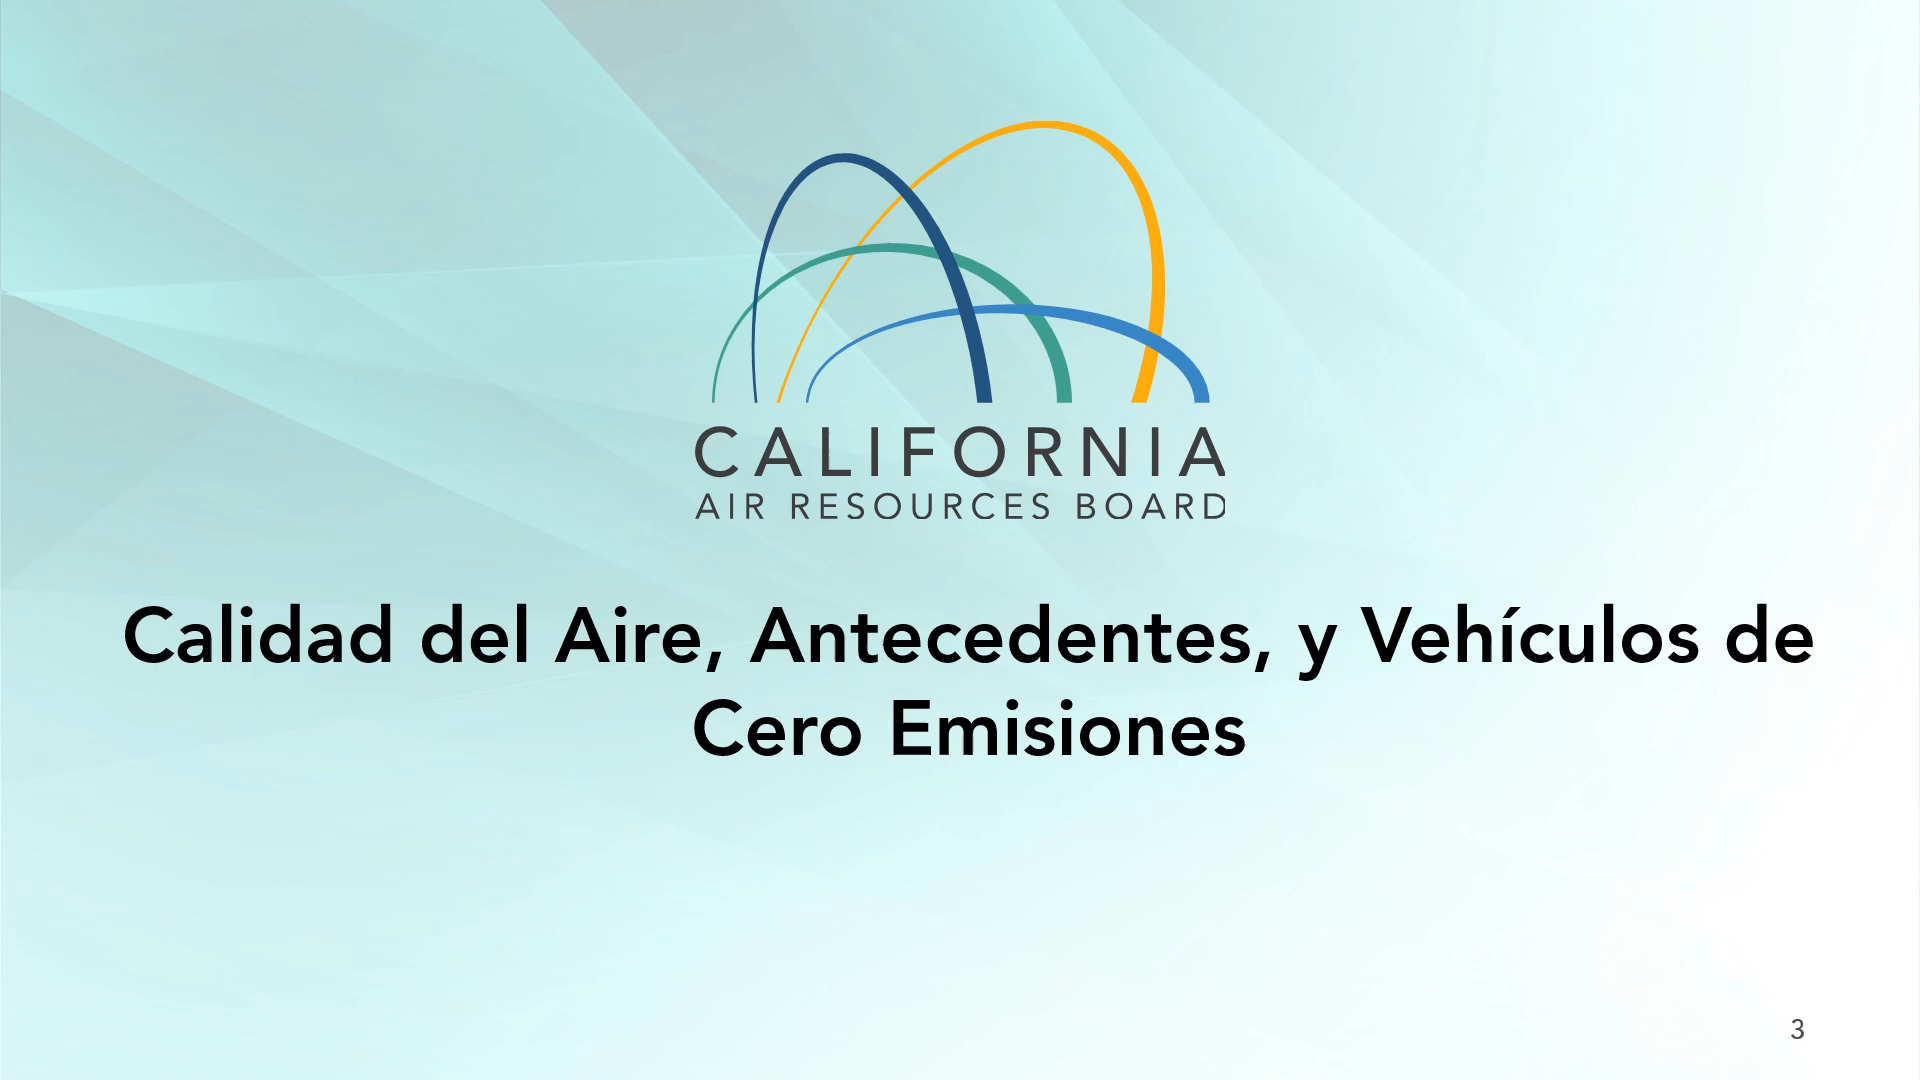 CALIFORNIA
AIR RESOURCES BOARD
Calidad del Aire, Antecedentes, y Vehículos de
Cero Emisiones
3